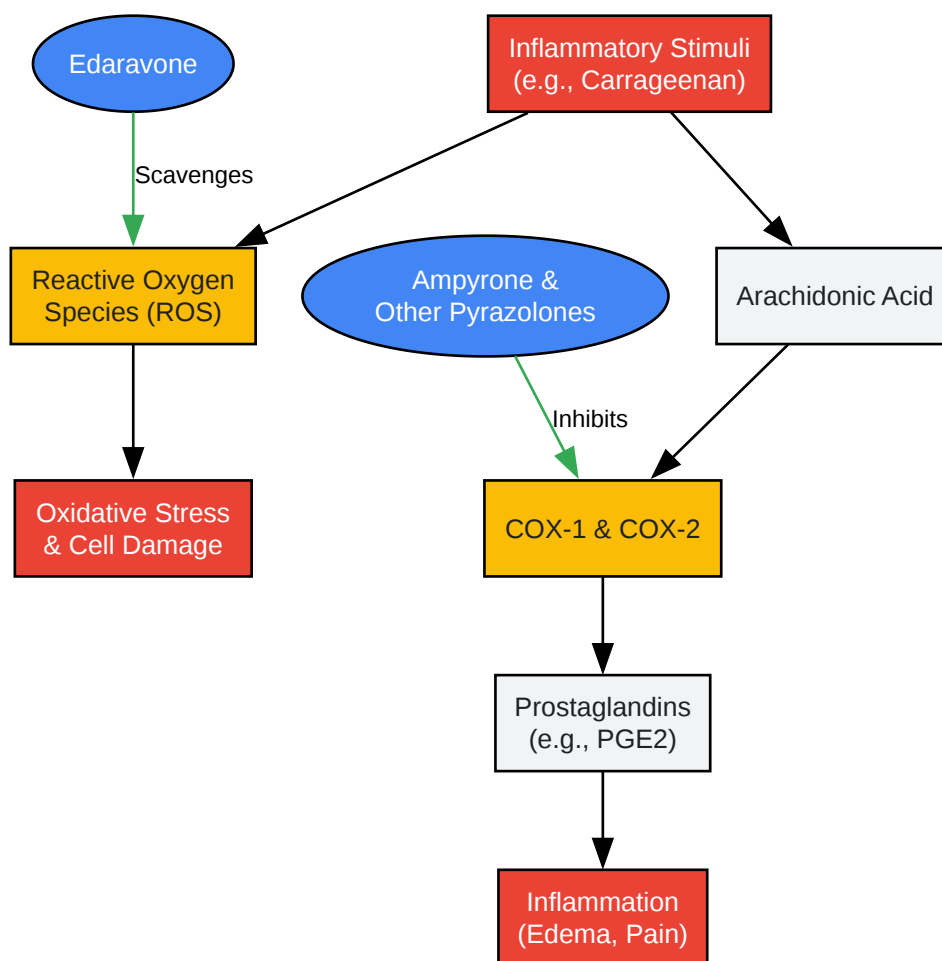 Edaravone
Inflammatory Stimuli
(e.g., Carrageenan)
Scavenges
Reactive Oxygen
Species (ROS)
Ampyrone &
Other Pyrazolones
Arachidonic Acid
Inhibits
Oxidative Stress
& Cell Damage
COX-1 & COX-2
Prostaglandins
(e.g., PGE2)
Inflammation
(Edema, Pain)